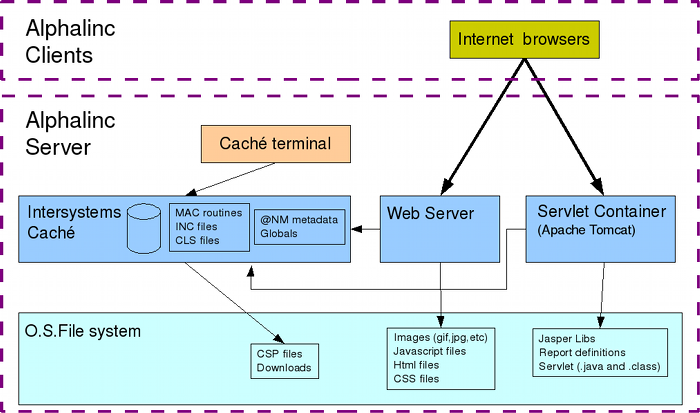 Alphalinc
Clients
Internet browsers
Alphalinc
Server
Caché terminal
Intersystems
Caché
MAC routines
INC files
CLS files
@NM metadata
Globals
Web Server
Servlet Container
(Apache Tomcat)
O.S.File system
CSP files
Downloads
Images (gif,jpg,etc)
Javascript files
Html files
CSS files
Jasper Libs
Report definitions
Servlet (.java and .class)